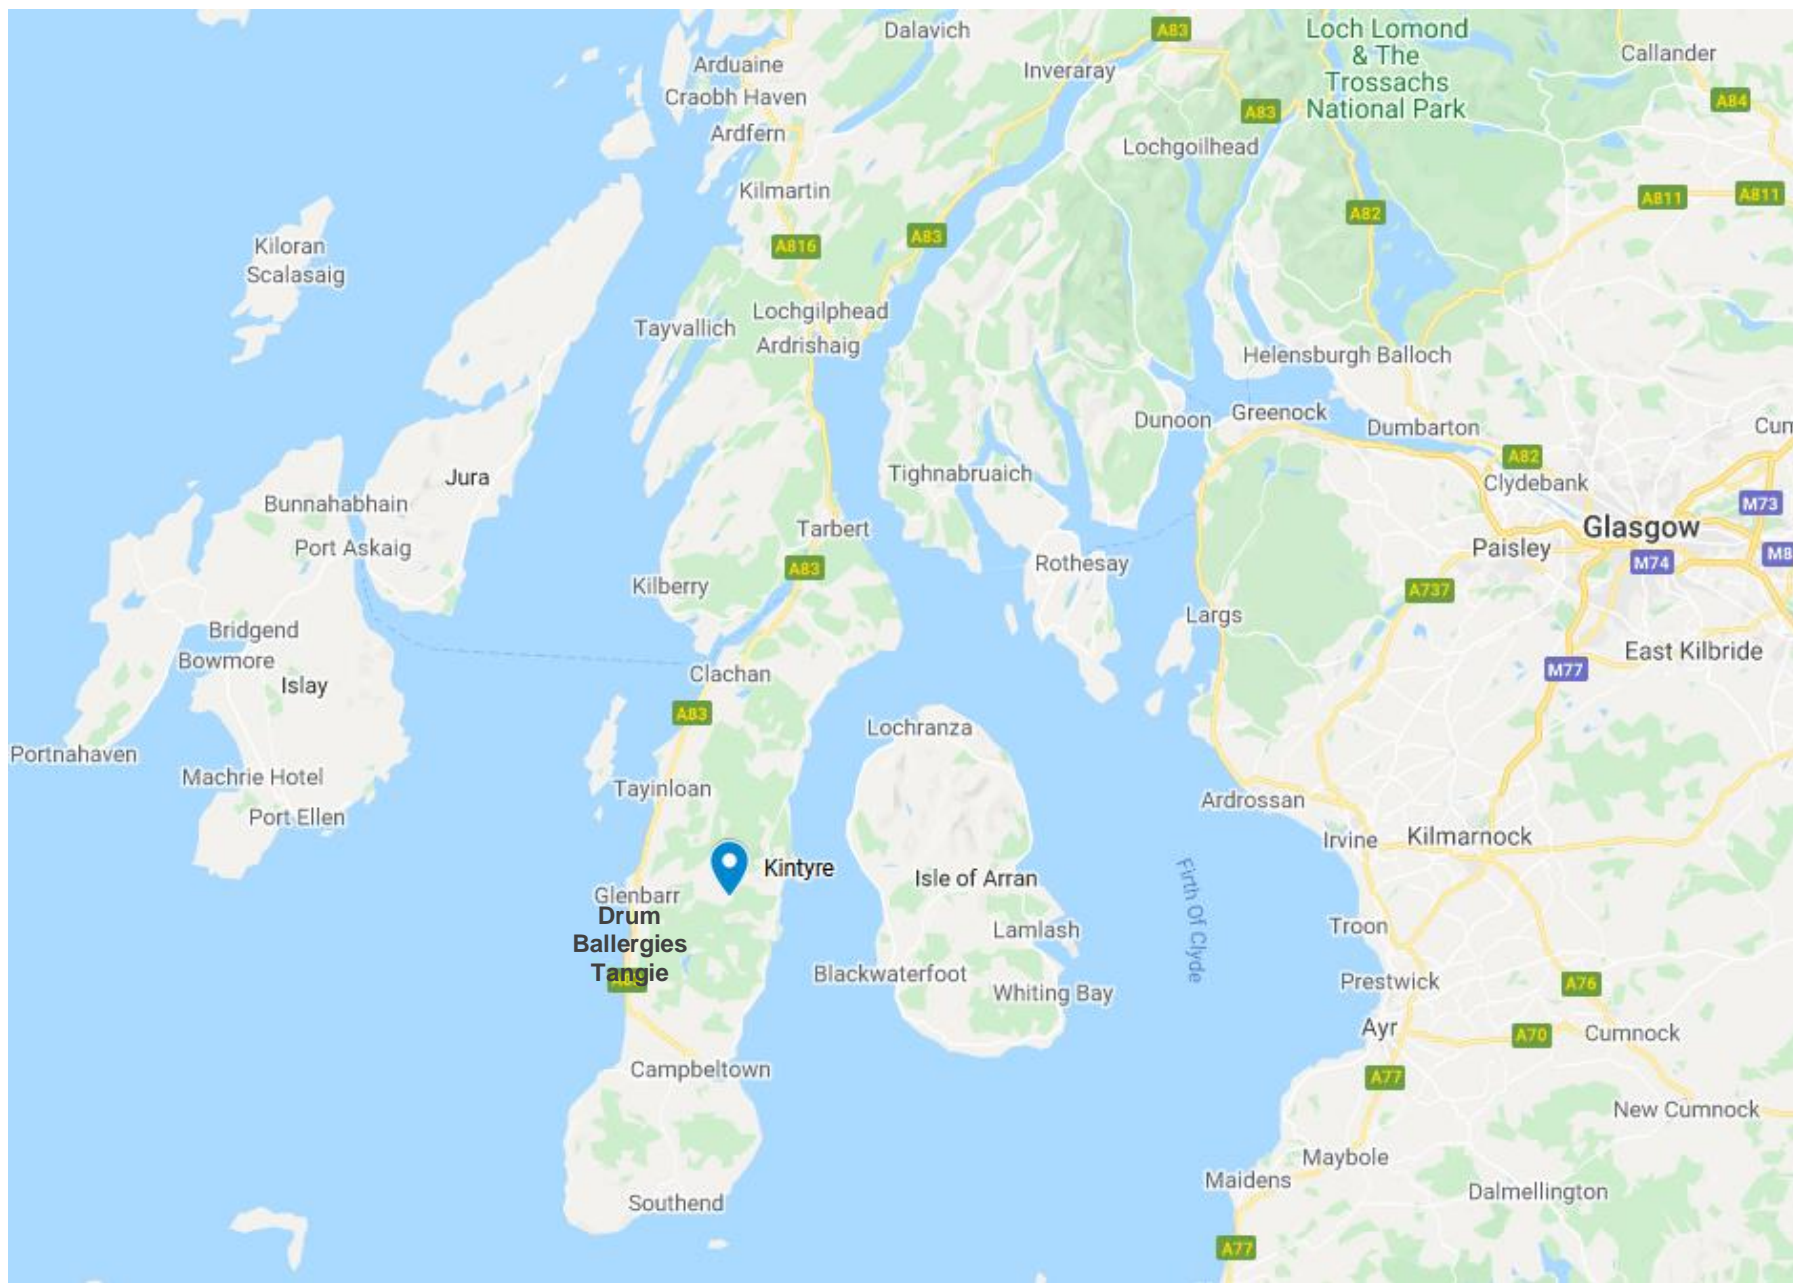 Dalavich
A83
Loch Lomond
& The
Trossachs
National Park
Callander
Arduaine
Inveraray
Craobh Haven
A83
A84
Ardfern
Lochgoilhead
Kilmartin
A811
A811
A82
Kiloran
Scalasaig
A816
A83
Lochgilphead
Tayvallich
Ardrishaig
Helensburgh
Balloch
Dunoon
Greenock
Dumbarton
Cum
A82
Jura
Tighnabruaich
Clydebank
Bunnahabhain
M73
Tarbert
Glasgow
Port Askaig
Paisley
M74
M8
Rothesay
A83
Kilberry
A737
Largs
Bridgend
Bowmore
East Kilbride
Clachan
M77
Islay
A83
Lochranza
Portnahaven
Machrie Hotel
Tayinloan
Ardrossan
Port Ellen
Irvine
Kilmarnock
Kintyre
Isle of Arran
Firth Of Clyde
Glenbarr
Drum
Ballergies
Tangie
Lamlash
Troon
Blackwaterfoot
Whiting Bay
Prestwick
A76
Ayr
A70
Cumnock
Campbeltown
A77
New Cumnock
Maybole
Maidens
Dalmellington
Southend
A77